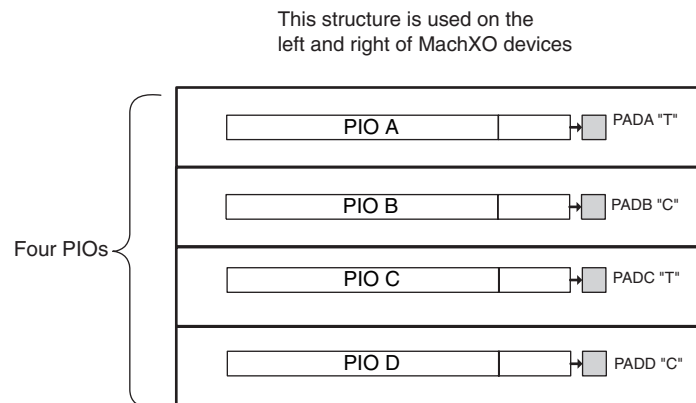 This structure is used on the
left and right of MachXO devices
PIO A
PADA "T"
PIO B
PADB "C"
Four PIOs
PIO C
PADC "T"
PIO D
PADD "C"